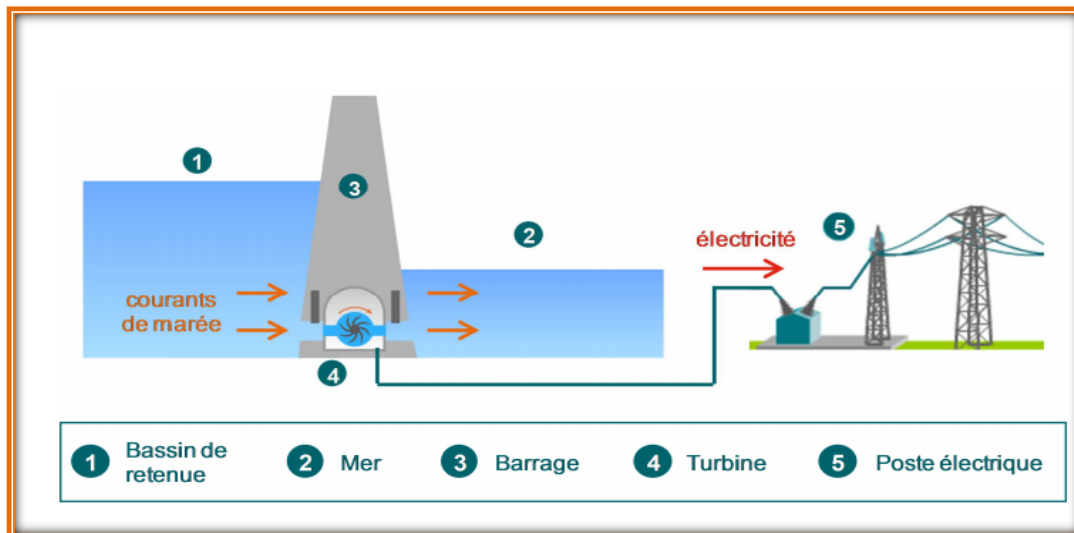 1
3
2
électricité
5
courants
de marée
4
1 Bassin de
retenue
2 Mer
3 Barrage
4 Turbine
5 Poste électrique